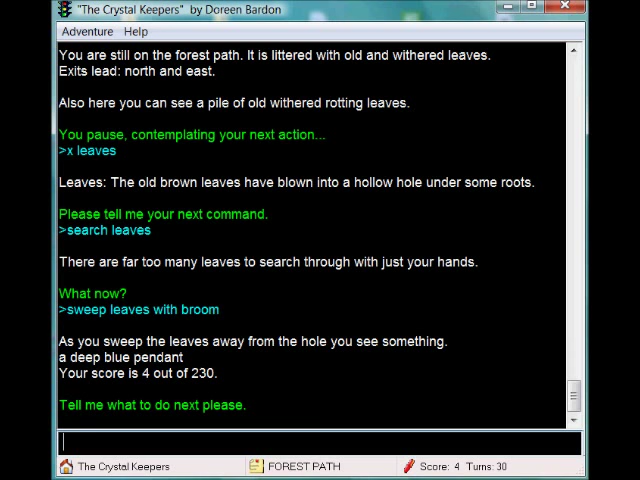 "The Crystal Keepers" by Doreen Bardon
Adventure Help
You are still on the forest path. It is littered with old and withered leaves.
Exits lead: north and east.
Also here you can see a pile of old withered rotting leaves.
You pause, contemplating your next action...
>x leaves
Leaves: The old brown leaves have blown into a hollow hole under some roots.
Please tell me your next command.
>search leaves
There are far too many leaves to search through with just your hands.
What now?
>sweep leaves with broom
As you sweep the leaves away from the hole you see something.
a deep blue pendant
Your score is 4 out of 230.
Tell me what to do next please.
The Crystal Keepers FOREST PATH Score: 4 Turns: 30